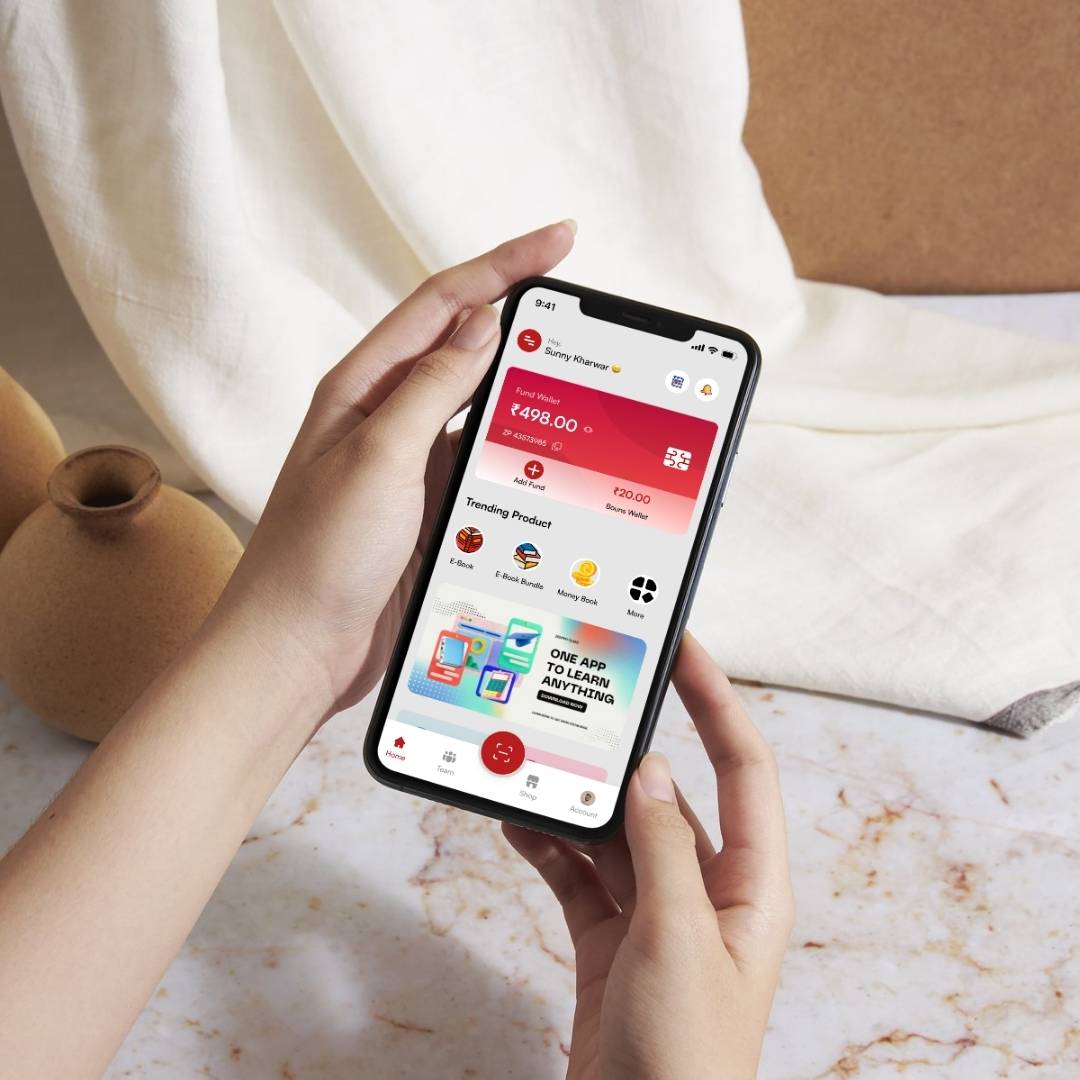 9:41
Hey,
Sunny Kharwar
Fund Wallet
₹498.00
ZP 43573985
Add Fund
₹20.00
Bouns Wallet
Trending Product
E-Book
E-Book Bundle
Money Book
More
ONE APP
TO LEARN
ANYTHING
DOWNLOAD NOW
Home
Team
Shop
Account